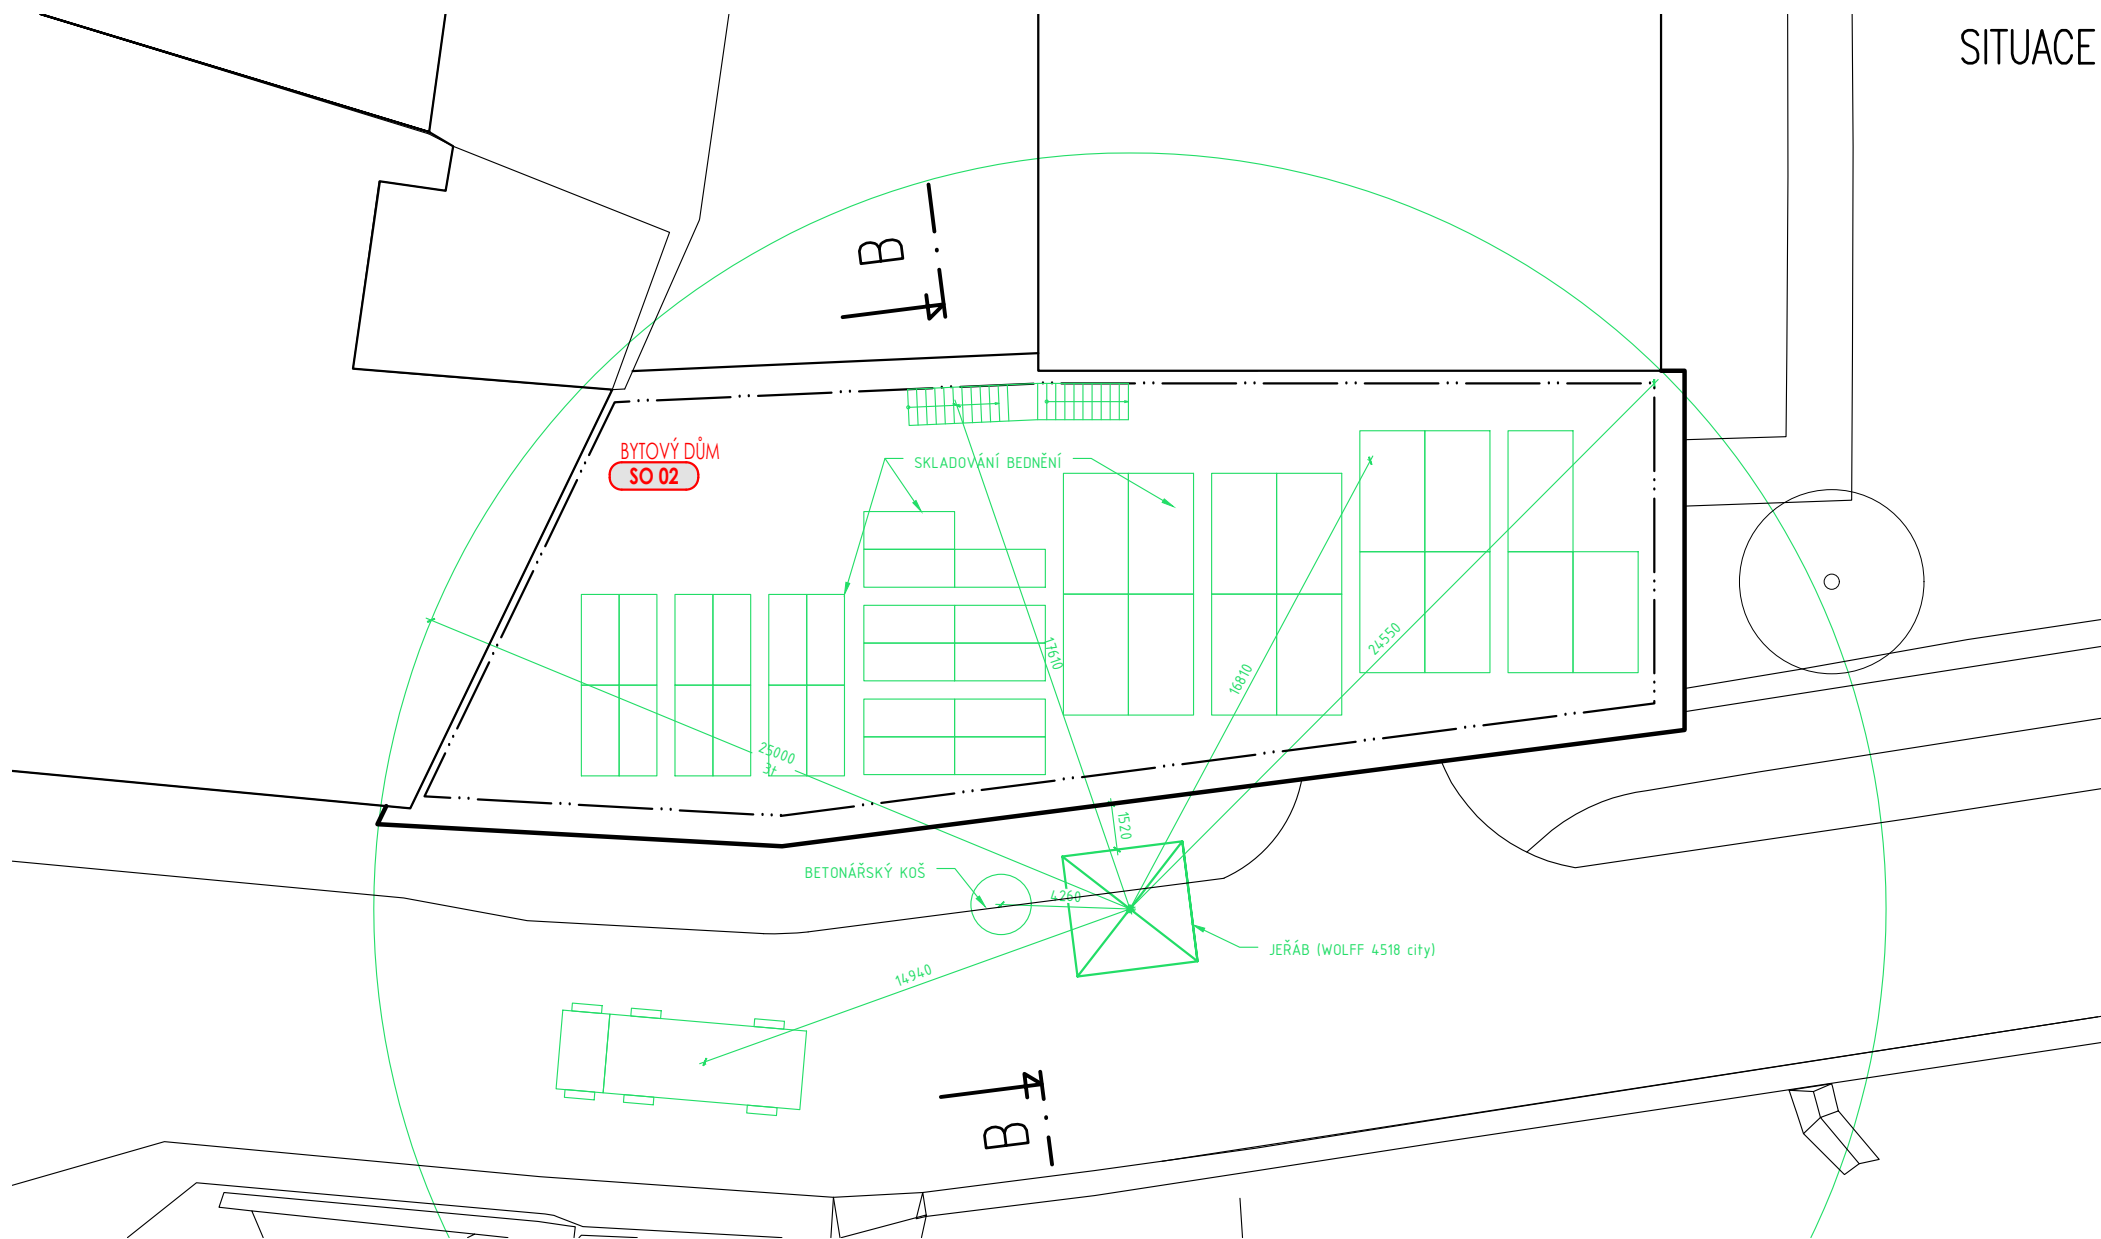 SITUACE
B
BYTOVÝ DŮM
SO 02
SKLADOVÁNÍ BEDNĚNÍ
17610
16810
24550
25000
3t
1520
BETONÁŘSKÝ KOŠ
4260
JEŘÁB (WOLFF 4518 city)
14940
B